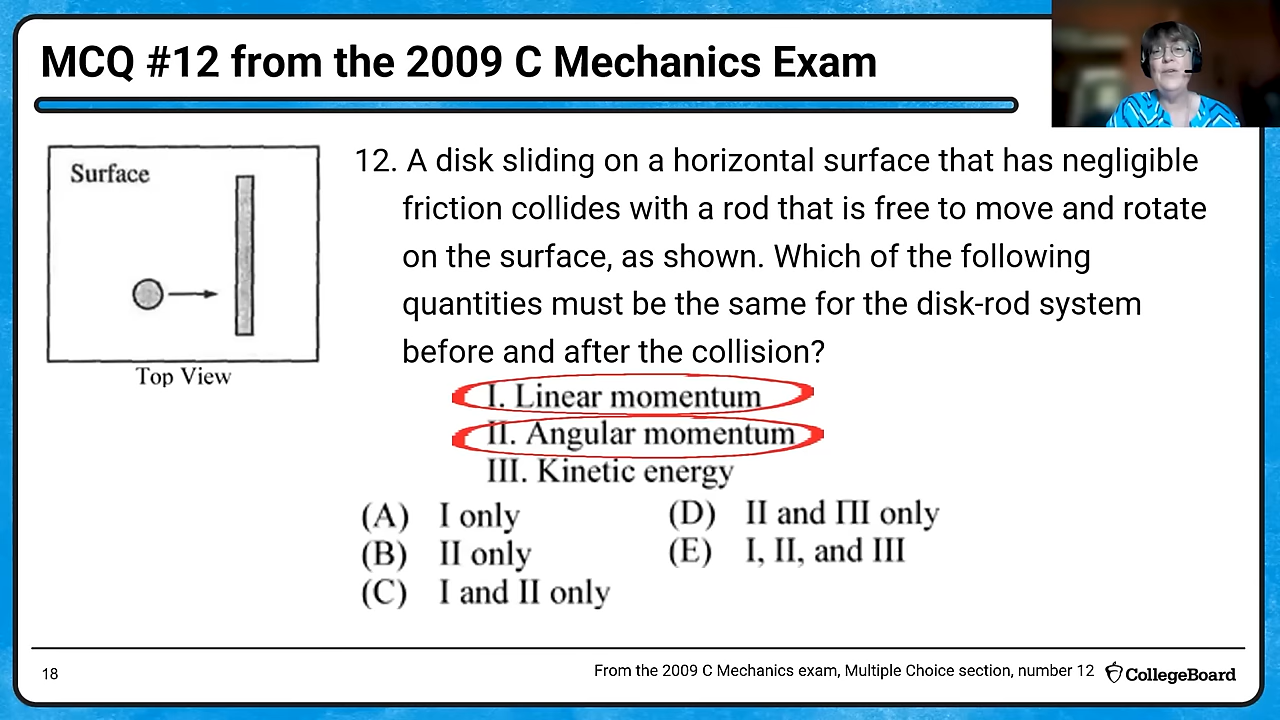 MCQ #12 from the 2009 C Mechanics Exam
Surface
Top View
12. A disk sliding on a horizontal surface that has negligible
friction collides with a rod that is free to move and rotate
on the surface, as shown. Which of the following
quantities must be the same for the disk-rod system
before and after the collision?
I. Linear momentum
II. Angular momentum
III. Kinetic energy
(A) I only
(B) II only
(C) I and II only
(D) II and III only
(E) I, II, and III
18
From the 2009 C Mechanics exam, Multiple Choice section, number 12
CollegeBoard